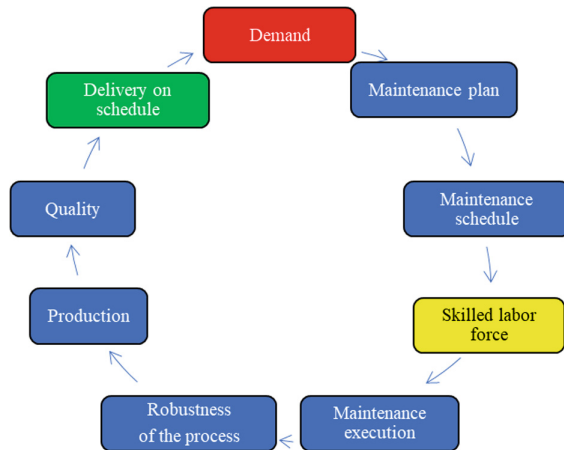 Demand
Maintenance plan
Maintenance
schedule
Skilled labor
force
Maintenance
execution
Robustness
of the process
Production
Quality
Delivery on
schedule